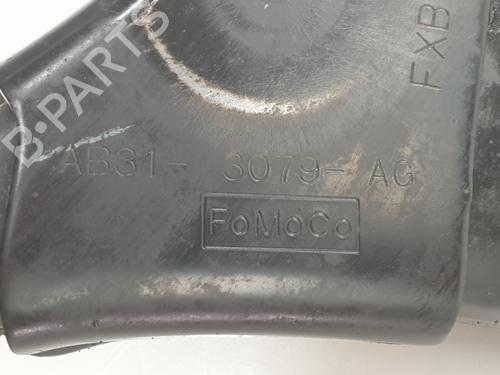 B-PARTS
FXB
AB31- 3079- AG
FoMoCo